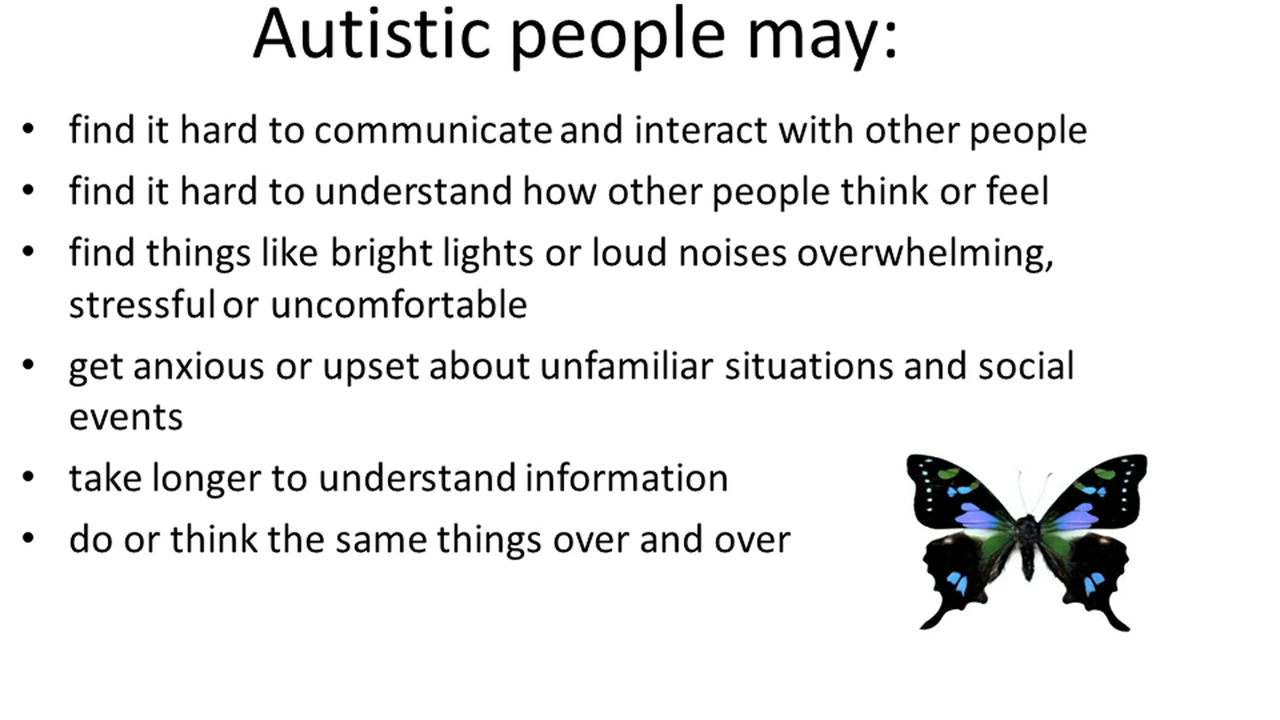 Autistic people may:
• find it hard to communicate and interact with other people
• find it hard to understand how other people think or feel
• find things like bright lights or loud noises overwhelming,
stressful or uncomfortable
• get anxious or upset about unfamiliar situations and social
events
• take longer to understand information
• do or think the same things over and over